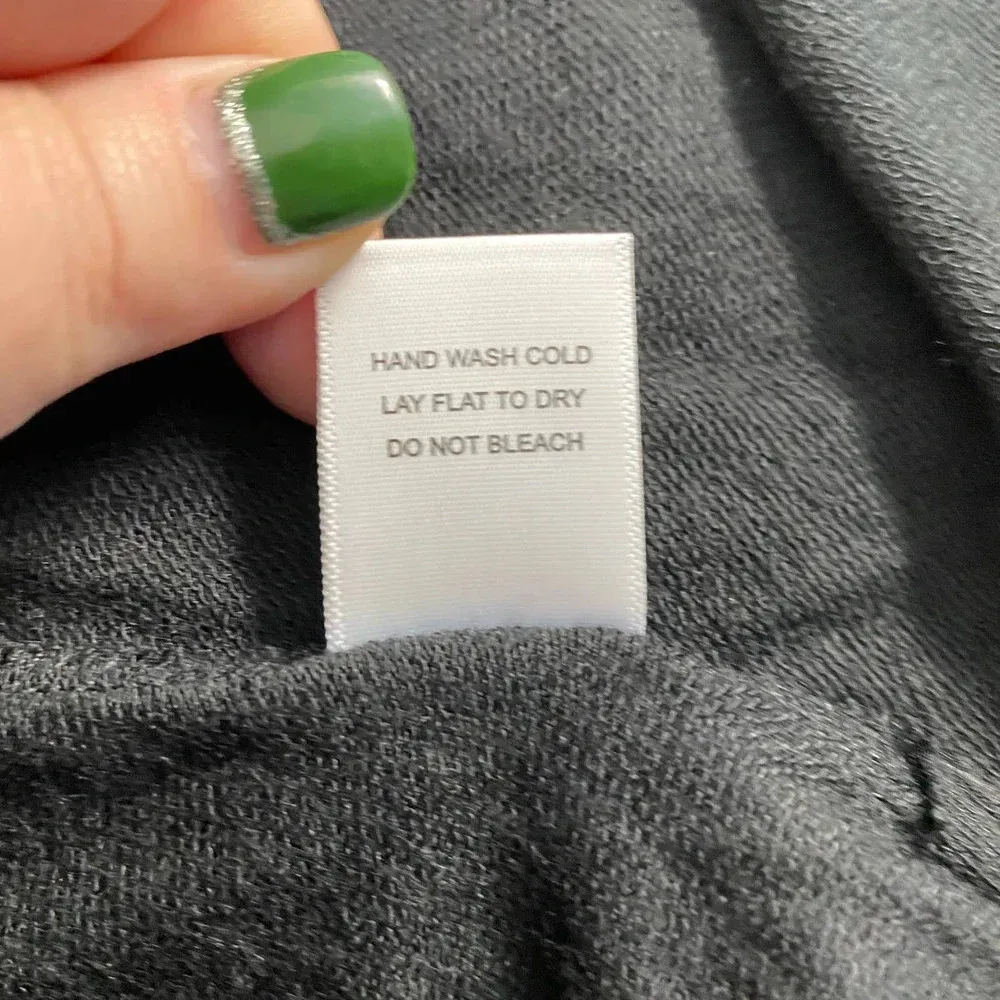 HAND WASH COLD
LAY FLAT TO DRY
DO NOT BLEACH